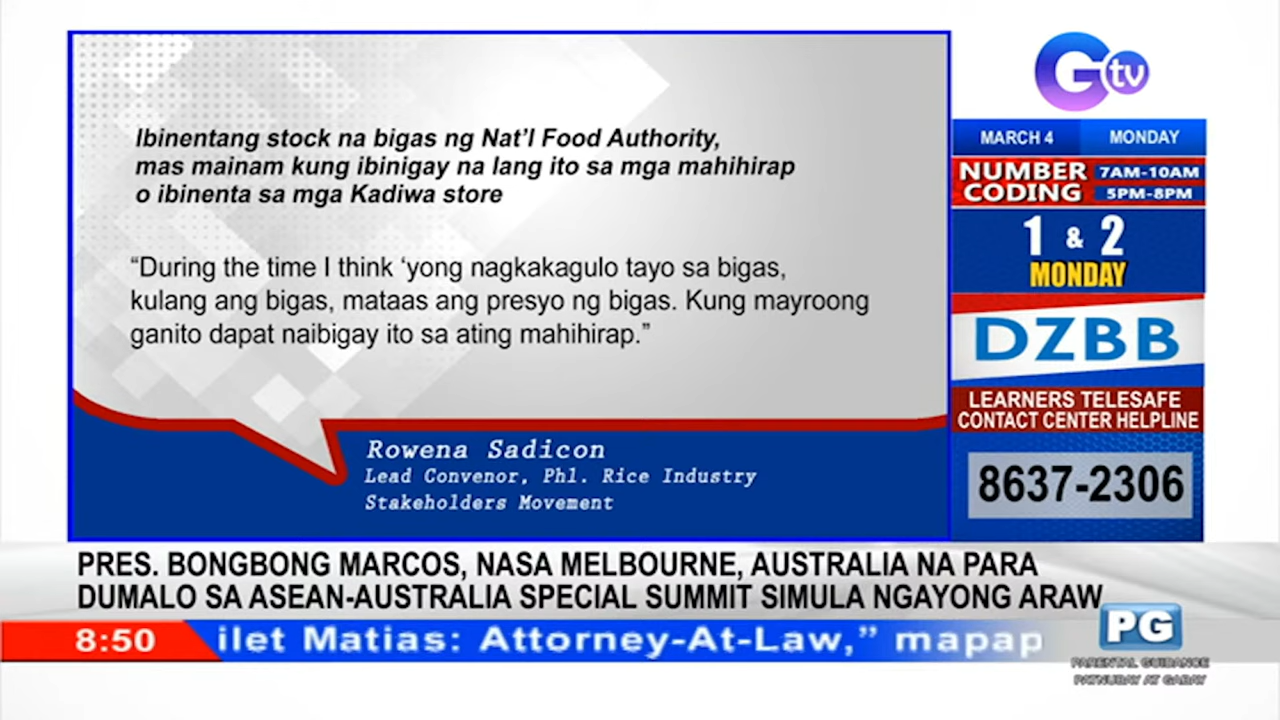 Ibinentang stock na bigas ng Nat'l Food Authority,
mas mainam kung ibinigay na lang ito sa mga mahihirap
o ibinenta sa mga Kadiwa store
“During the time I think ‘yong nagkakagulo tayo sa bigas,
kulang ang bigas, mataas ang presyo ng bigas. Kung mayroong
ganito dapat naibigay ito sa ating mahihirap.”
Rowena Sadicon
Lead Convenor, Phl. Rice Industry
Stakeholders Movement
Gtv
MARCH 4 MONDAY
NUMBER CODING 7AM-10AM
5PM-8PM
1 & 2
MONDAY
DZBB
LEARNERS TELESAFE
CONTACT CENTER HELPLINE
8637-2306
PRES. BONGBONG MARCOS, NASA MELBOURNE, AUSTRALIA NA PARA
DUMALO SA ASEAN-AUSTRALIA SPECIAL SUMMIT SIMULA NGAYONG ARAW
8:50 ilet Matias: Attorney-At-Law,” mapap
PG
PARENTAL GUIDANCE
PATNUBAY AT GABAY